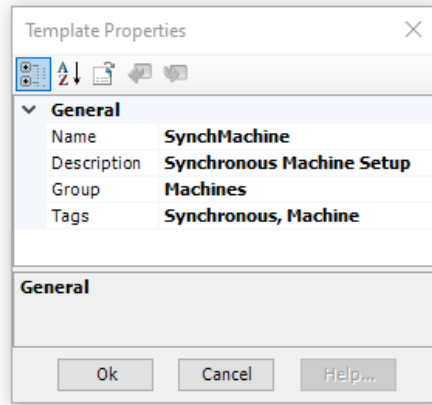 Template Properties
General
Name SynchMachine
Description Synchronous Machine Setup
Group Machines
Tags Synchronous, Machine
General
Ok Cancel Help...